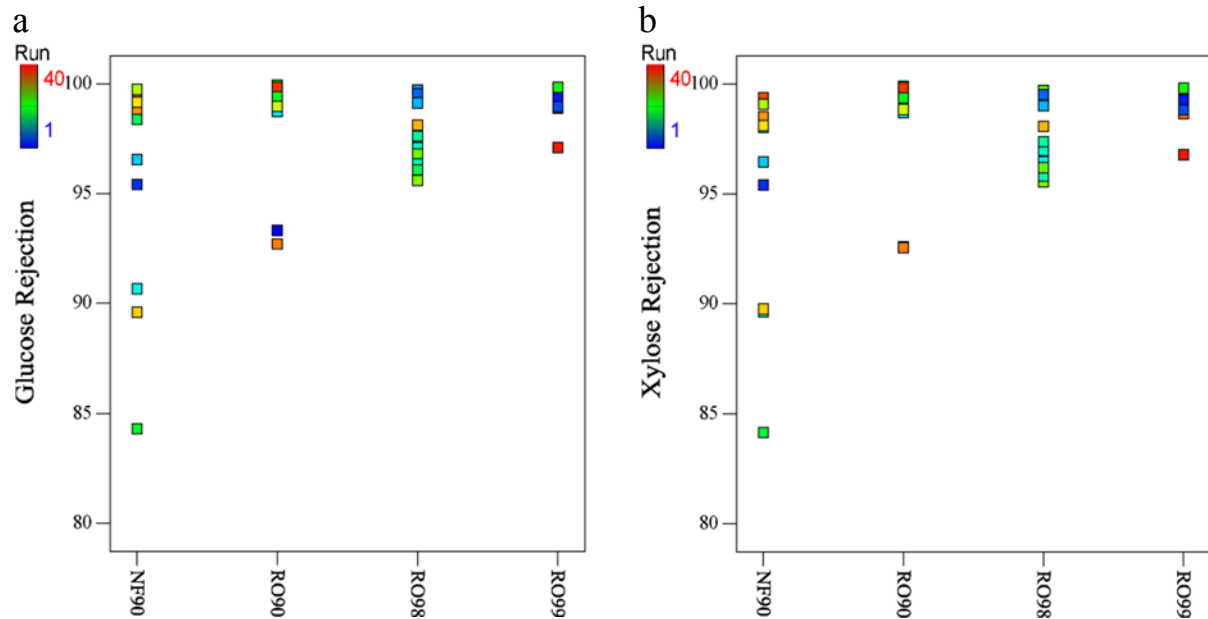 a
Run
40
1
100
95
90
85
80
Glucose Rejection
NF90
RO90
RO98
RO99
b
Run
40
1
100
95
90
85
80
Xylose Rejection
NF90
RO90
RO98
RO99